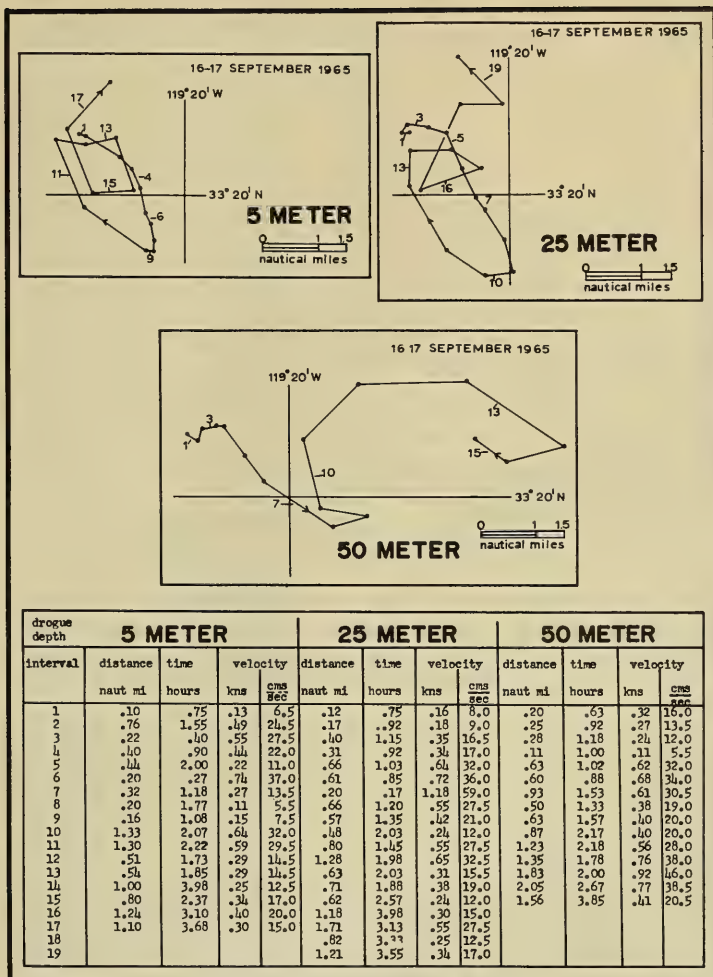 16-17 SEPTEMBER 1965
119° 20' W
17
1
13
4
11
15
33° 20' N
6
9
5 METER
0 1 1.5
nautical miles
16-17 SEPTEMBER 1965
119° 20' W
19
3
1
5
13
16
33° 20' N
7
10
25 METER
0 1 1.5
nautical miles
16 17 SEPTEMBER 1965
119° 20' W
3
1
13
15
10
7
33° 20' N
50 METER
0 1 1.5
nautical miles
drogue depth 5 METER 25 METER 50 METER
interval distance time velocity distance time velocity distance time velocity
naut mi hours kns cms/sec naut mi hours kns cms/sec naut mi hours kns cms/sec
1 .10 .75 .13 6.5 .12 .75 .16 8.0 .20 .63 .32 16.0
2 .76 1.55 .49 24.5 .17 .92 .18 9.0 .25 .92 .27 13.5
3 .22 .40 .55 27.5 .40 1.15 .35 16.5 .28 1.18 .24 12.0
4 .40 .90 .44 22.0 .31 .92 .34 17.0 .11 1.00 .11 5.5
5 .44 2.00 .22 11.0 .66 1.03 .64 32.0 .63 1.02 .62 32.0
6 .20 .27 .74 37.0 .61 .85 .72 36.0 .60 .88 .68 34.0
7 .32 1.18 .27 13.5 .20 .17 1.18 59.0 .93 1.53 .61 30.5
8 .20 1.77 .11 5.5 .66 1.20 .55 27.5 .50 1.33 .38 19.0
9 .16 1.08 .15 7.5 .57 1.35 .42 21.0 .63 1.57 .40 20.0
10 1.33 2.07 .64 32.0 .48 2.03 .24 12.0 .87 2.17 .40 20.0
11 1.30 2.22 .59 29.5 .80 1.45 .55 27.5 1.23 2.18 .56 28.0
12 .51 1.73 .29 14.5 1.28 1.98 .65 32.5 1.35 1.78 .76 38.0
13 .54 1.85 .29 14.5 .63 2.03 .31 15.5 1.83 2.00 .92 46.0
14 1.00 3.98 .25 12.5 .71 1.88 .38 19.0 2.05 2.67 .77 38.5
15 .80 2.37 .34 17.0 .62 2.57 .24 12.0 1.56 3.85 .41 20.5
16 1.24 3.10 .40 20.0 1.18 3.98 .30 15.0
17 1.10 3.68 .30 15.0 1.71 3.13 .55 27.5
18 .82 .25 12.5
19 1.21 3.55 .34 17.0